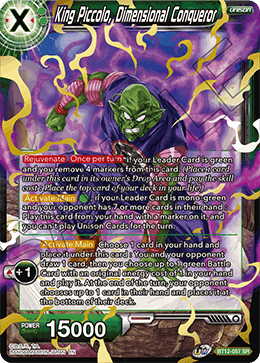 King Piccolo, Dimensional Conqueror
UNISON
X
Rejuvenate Once per turn If your Leader Card is green
and you remove 4 markers from this card. (Place it card
under this card in its owner's Drop Area and pay the skill
cost) (Place the top card of your deck in your life)
Activate Main if your Leader Card is mono-green
and your opponent has 7 or more cards in their hand:
Play this card from your hand with a marker on it, and
you can't play Unison Cards for the turn.
+1
Activate Main Choose 1 card in your hand
and place it under this card. You and your opponent
draw 1 card, then choose up to 1 green Battle
Card with an original energy cost of 1 in your hand
and play it. At the end of the turn, your opponent
chooses up to 1 card in their hand and places it at
the bottom of their deck.
POWER
15000
BT12-057 SR